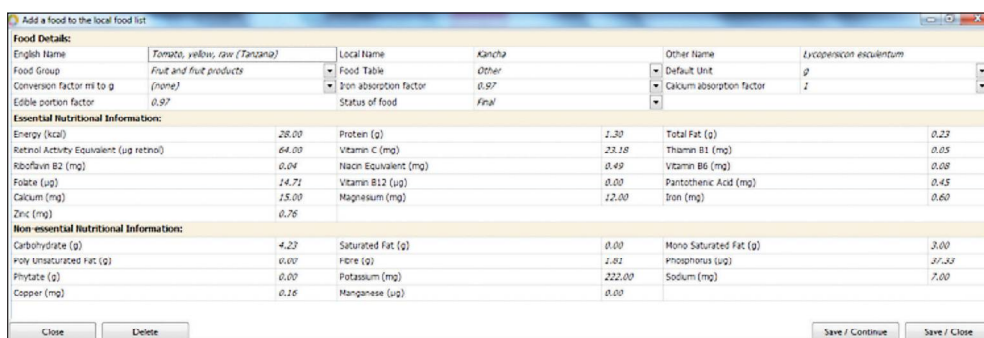 Add a food to the local food list
Food Details:
English Name Tomato, yellow, raw (Tanzana) Local Name Kancha Other Name Lycopersicon esculentum
Food Group Fruit and fruit products Food Table Other Default Unit g
Conversion factor ml to g (none) Iron absorption factor 0.97 Calcium absorption factor 1
Edible portion factor 0.97 Status of food Final
Essential Nutritional Information:
Energy (kcal) 28.00 Protein (g) 1.30 Total Fat (g) 0.23
Retinol Activity Equivalent (µg retinol) 64.00 Vitamin C (mg) 23.18 Thiamin B1 (mg) 0.05
Riboflavin B2 (mg) 0.04 Niacin Equivalent (mg) 0.49 Vitamin B6 (mg) 0.08
Folate (µg) 14.71 Vitamin B12 (µg) 0.00 Pantothenic Acid (mg) 0.45
Calcium (mg) 15.00 Magnesium (mg) 12.00 Iron (mg) 0.60
Zinc (mg) 0.76
Non-essential Nutritional Information:
Carbohydrate (g) 4.23 Saturated Fat (g) 0.00 Mono Saturated Fat (g) 3.00
Poly Unsaturated Fat (g) 0.00 Fibre (g) 1.81 Phosphorus (µg) 37.33
Phytate (g) 0.00 Potassium (mg) 222.00 Sodium (mg) 7.00
Copper (mg) 0.16 Manganese (µg) 0.00
Close Delete Save / Continue Save / Close